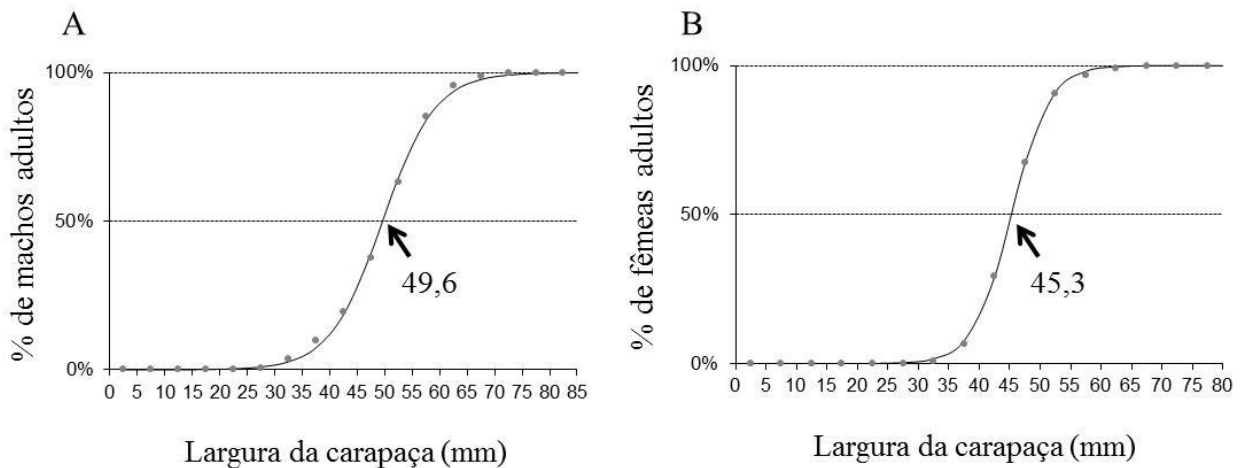 A
% de machos adultos
100%
50%
0%
49,6
0 5 10 15 20 25 30 35 40 45 50 55 60 65 70 75 80 85
Largura da carapaça (mm)
B
% de fêmeas adultos
100%
50%
0%
45,3
0 5 10 15 20 25 30 35 40 45 50 55 60 65 70 75 80
Largura da carapaça (mm)